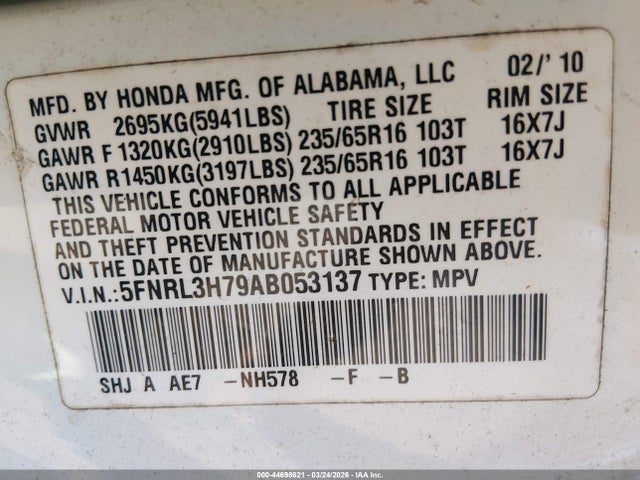 MFD. BY HONDA MFG. OF ALABAMA, LLC 02/' 10
GVWR 2695KG(5941LBS) TIRE SIZE RIM SIZE
GAWR F 1320KG(2910LBS) 235/65R16 103T 16X7J
GAWR R1450KG(3197LBS) 235/65R16 103T 16X7J
THIS VEHICLE CONFORMS TO ALL APPLICABLE
FEDERAL MOTOR VEHICLE SAFETY
AND THEFT PREVENTION STANDARDS IN EFFECT
ON THE DATE OF MANUFACTURE SHOWN ABOVE.
V.I.N.:5FNRL3H79AB053137 TYPE: MPV
SHJ A AE7 -NH578 -F -B
000-44698621 - 03/24/2026 - IAA Inc.